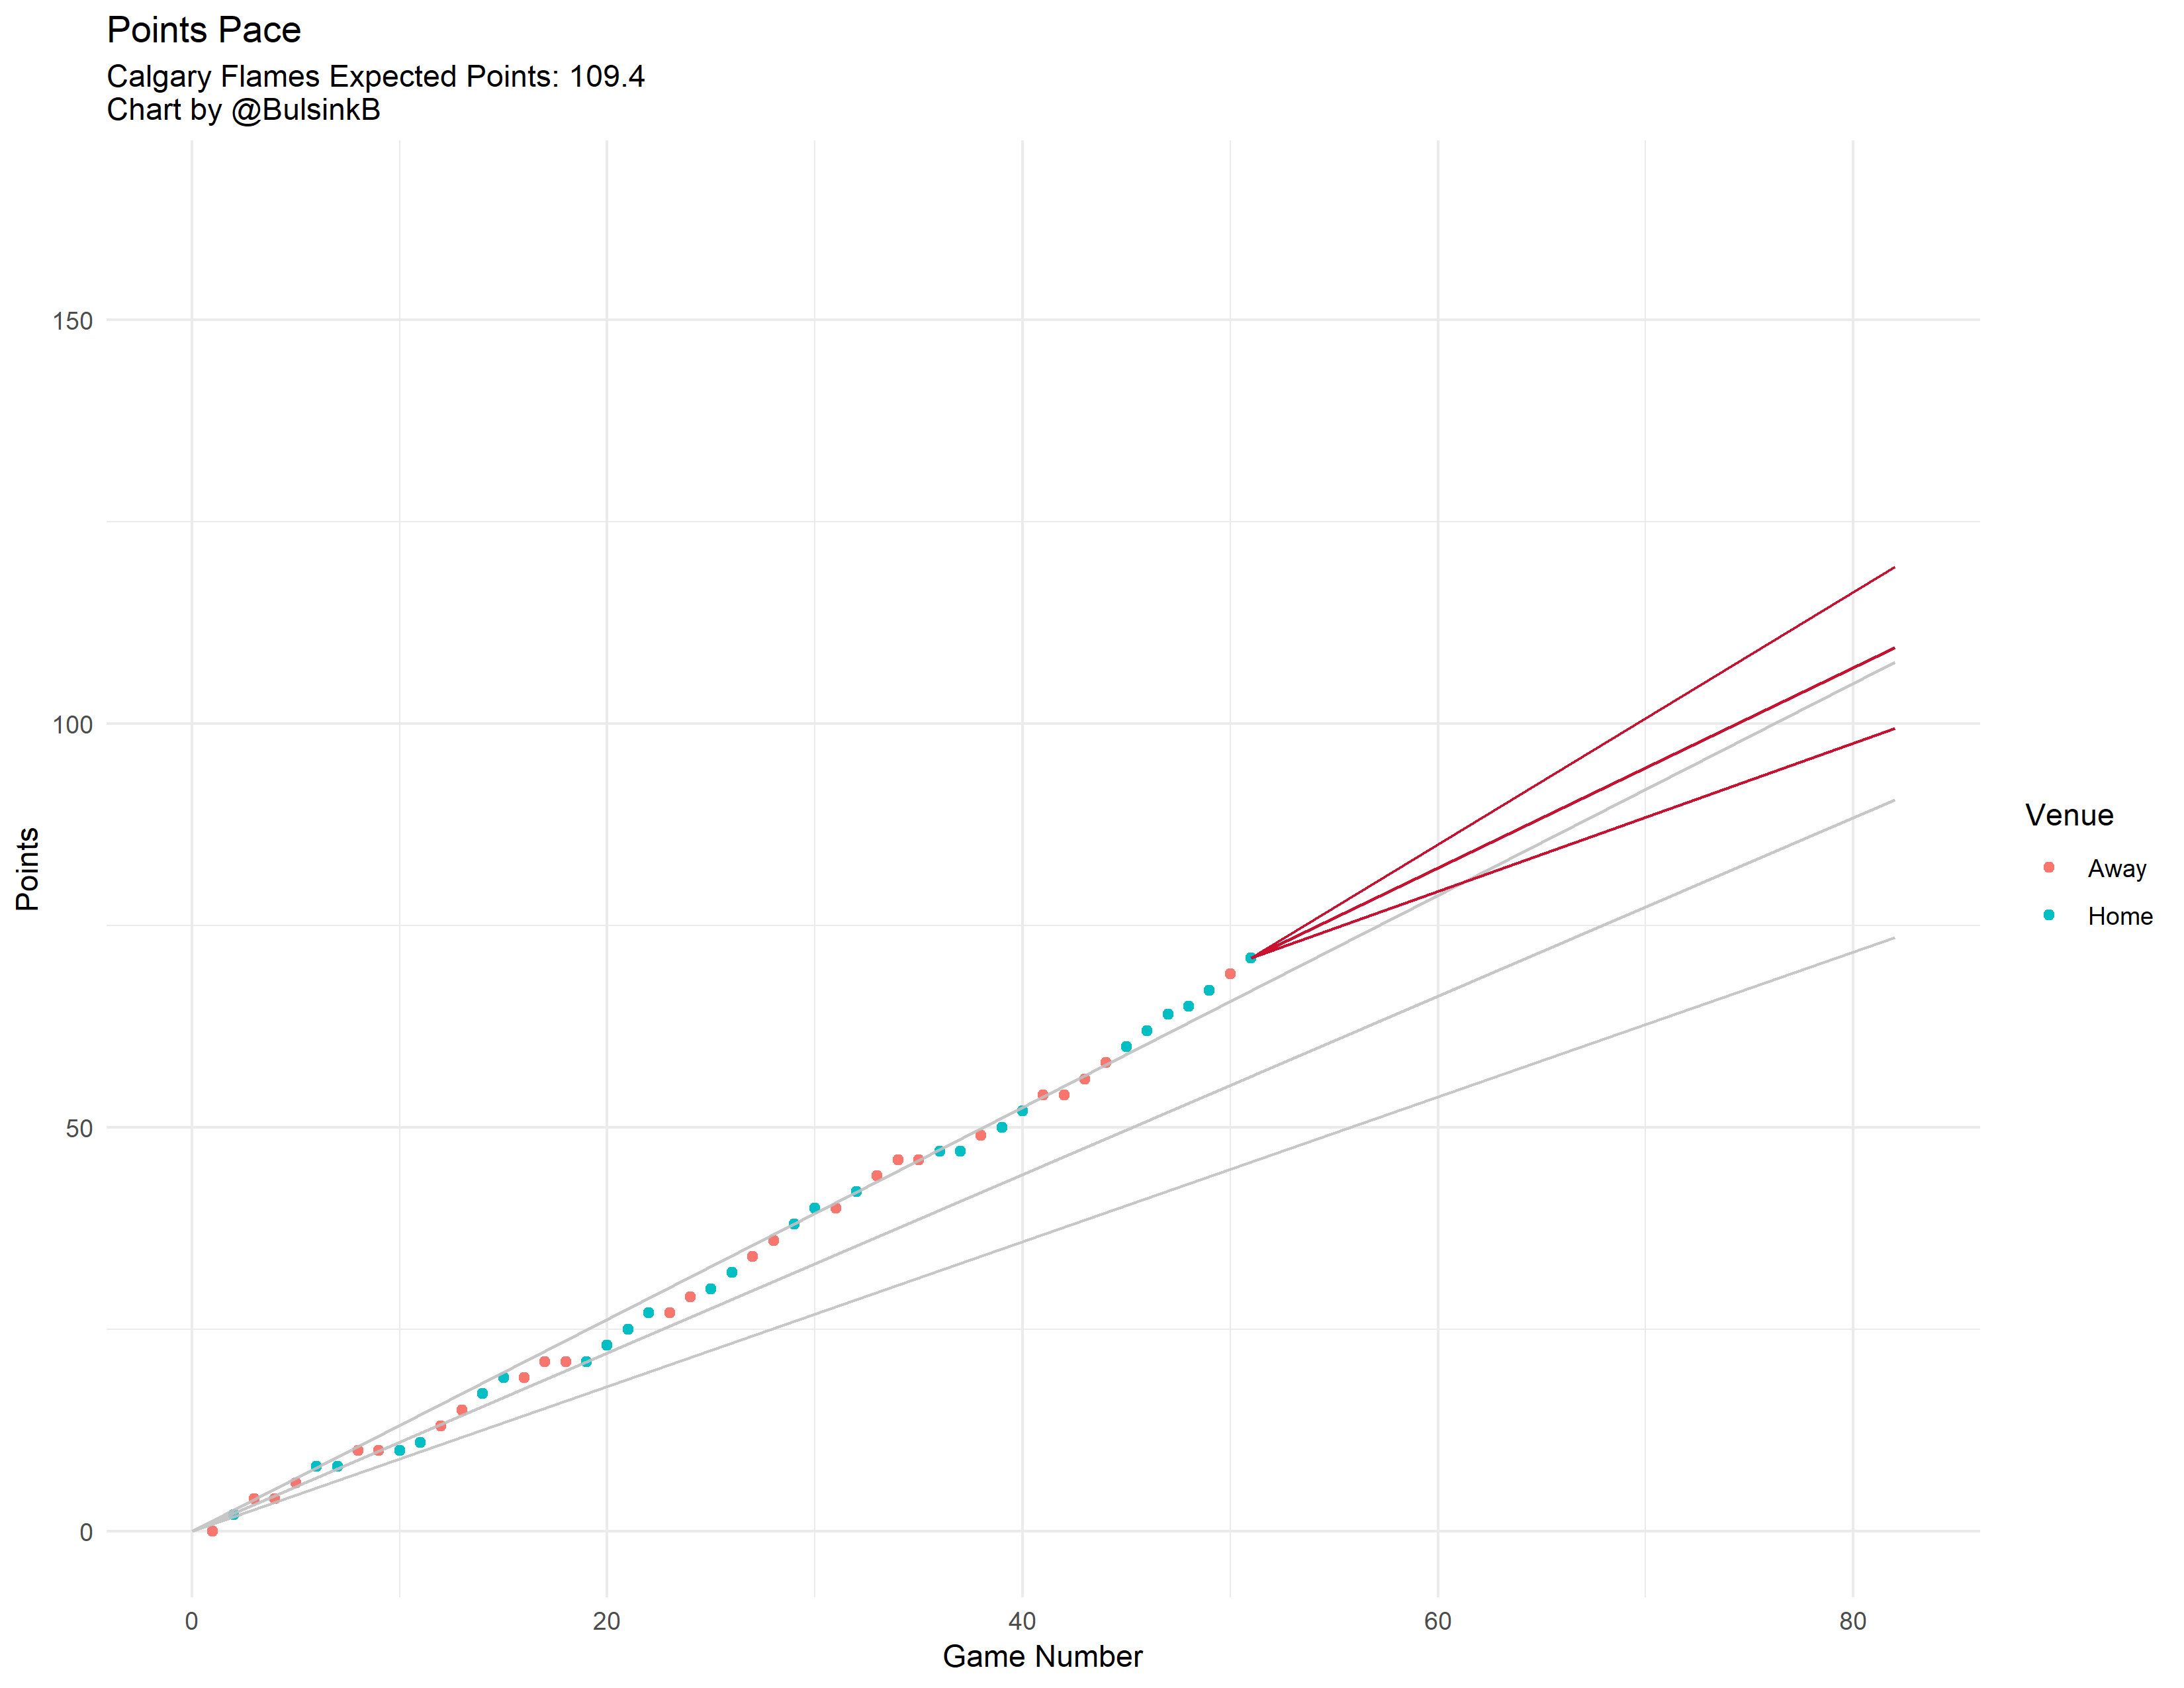 Points Pace
Calgary Flames Expected Points: 109.4
Chart by @BulsinkB
150
100
50
0
Points
0 20 40 60 80
Game Number
Venue
Away
Home